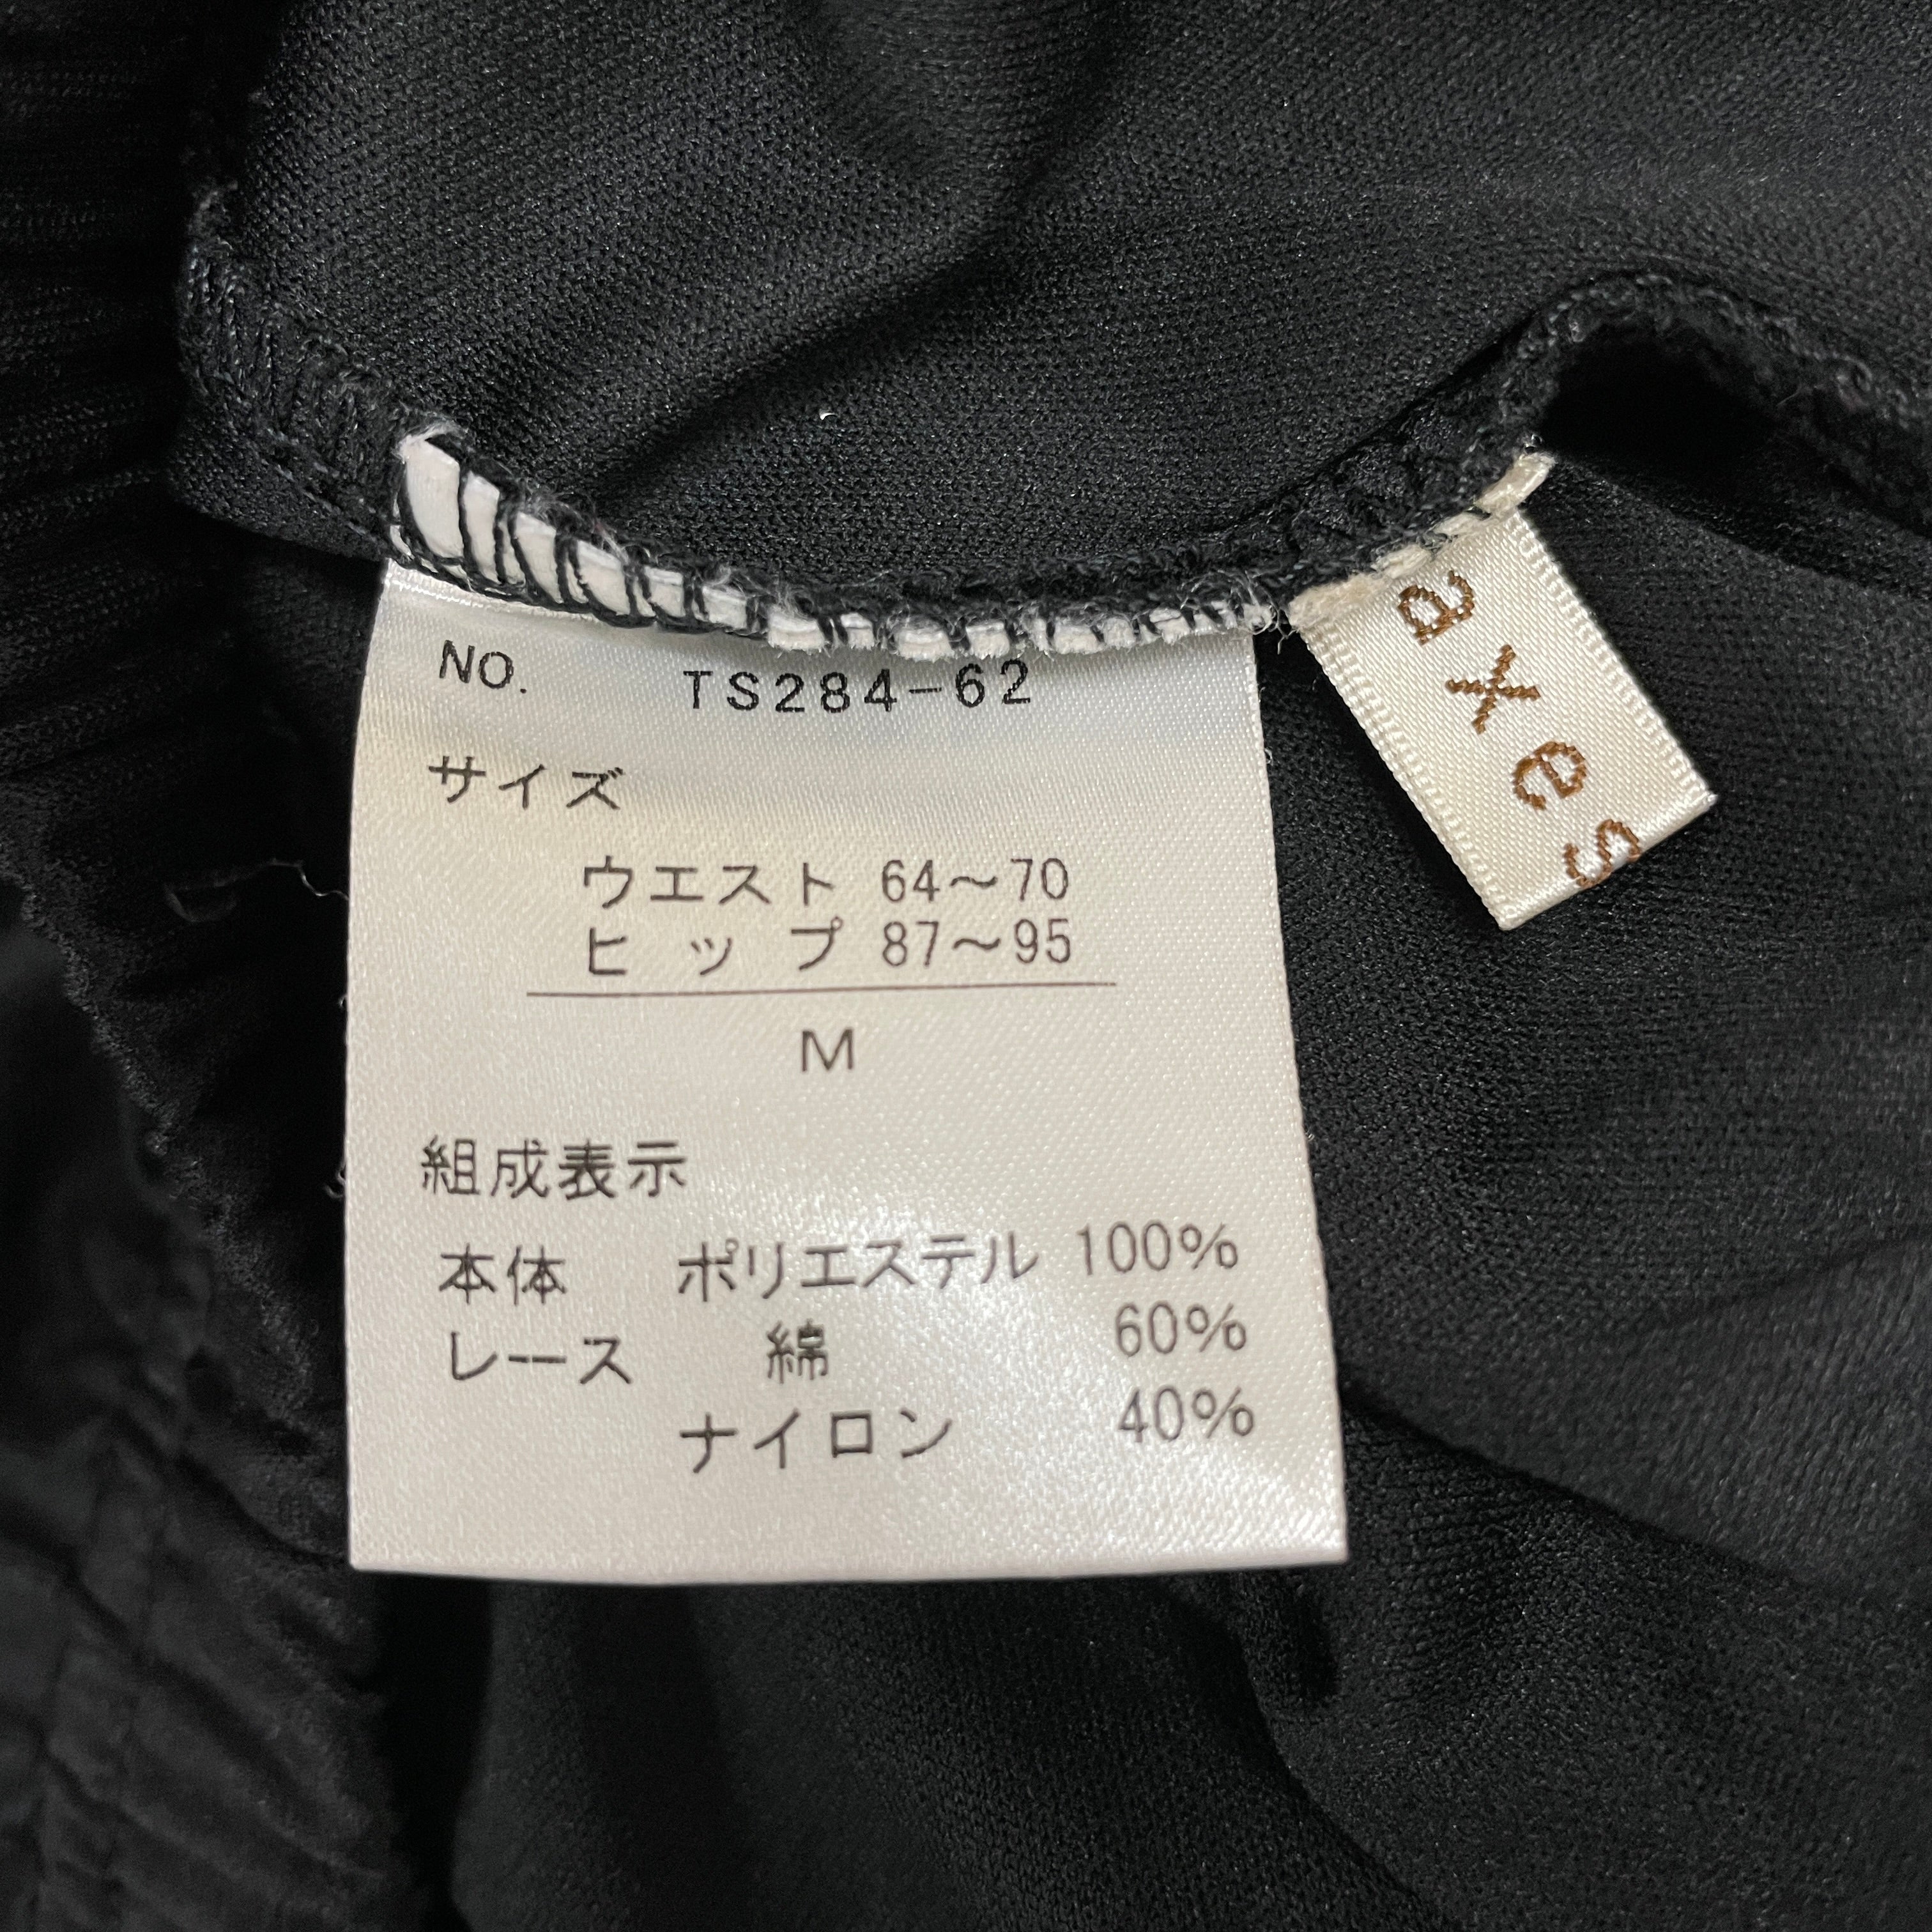 NO. TS284-62
サイズ
ウエスト 64～70
ヒップ 87～95
M
組成表示
本体 ポリエステル 100%
レース 綿 60%
ナイロン 40%
axes